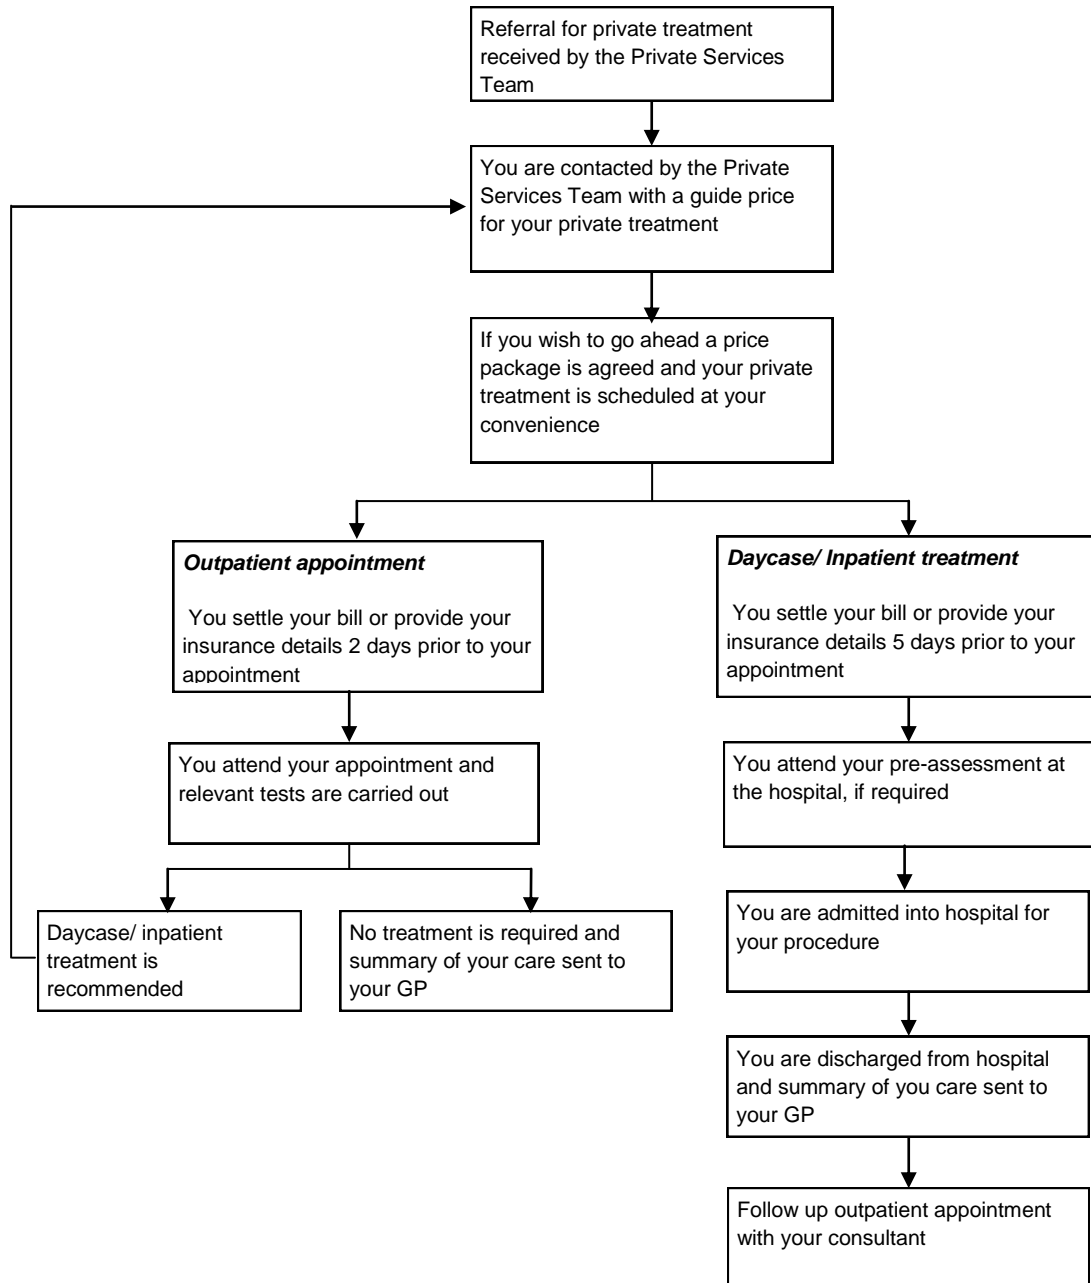 Referral for private treatment
received by the Private Services
Team
You are contacted by the Private
Services Team with a guide price
for your private treatment
If you wish to go ahead a price
package is agreed and your private
treatment is scheduled at your
convenience
Outpatient appointment
You settle your bill or provide your
insurance details 2 days prior to your
appointment
You attend your appointment and
relevant tests are carried out
Daycase/ inpatient
treatment is
recommended
No treatment is required and
summary of your care sent to
your GP
Daycase/ Inpatient treatment
You settle your bill or provide your
insurance details 5 days prior to your
appointment
You attend your pre-assessment at
the hospital, if required
You are admitted into hospital for
your procedure
You are discharged from hospital
and summary of you care sent to
your GP
Follow up outpatient appointment
with your consultant